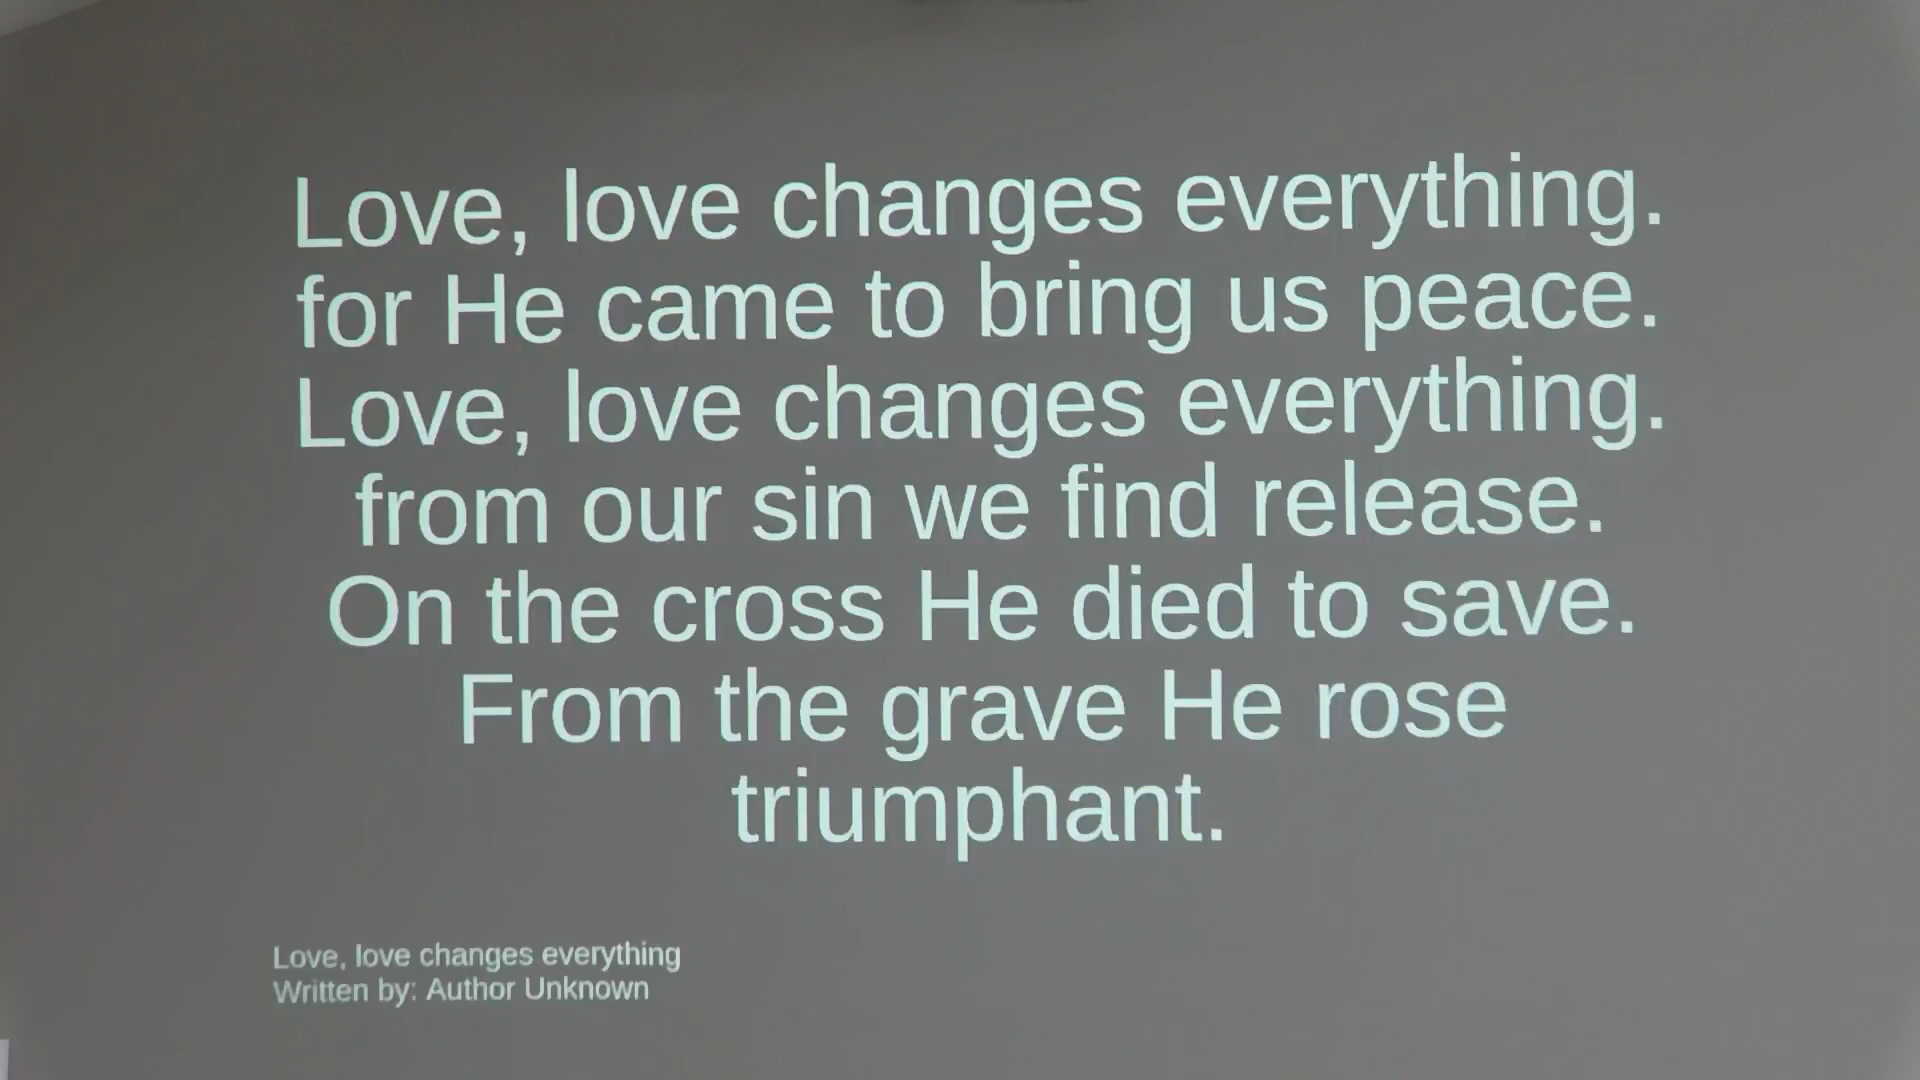 Love, love changes everything.
for He came to bring us peace.
Love, love changes everything.
from our sin we find release.
On the cross He died to save.
From the grave He rose
triumphant.
Love, love changes everything
Written by: Author Unknown